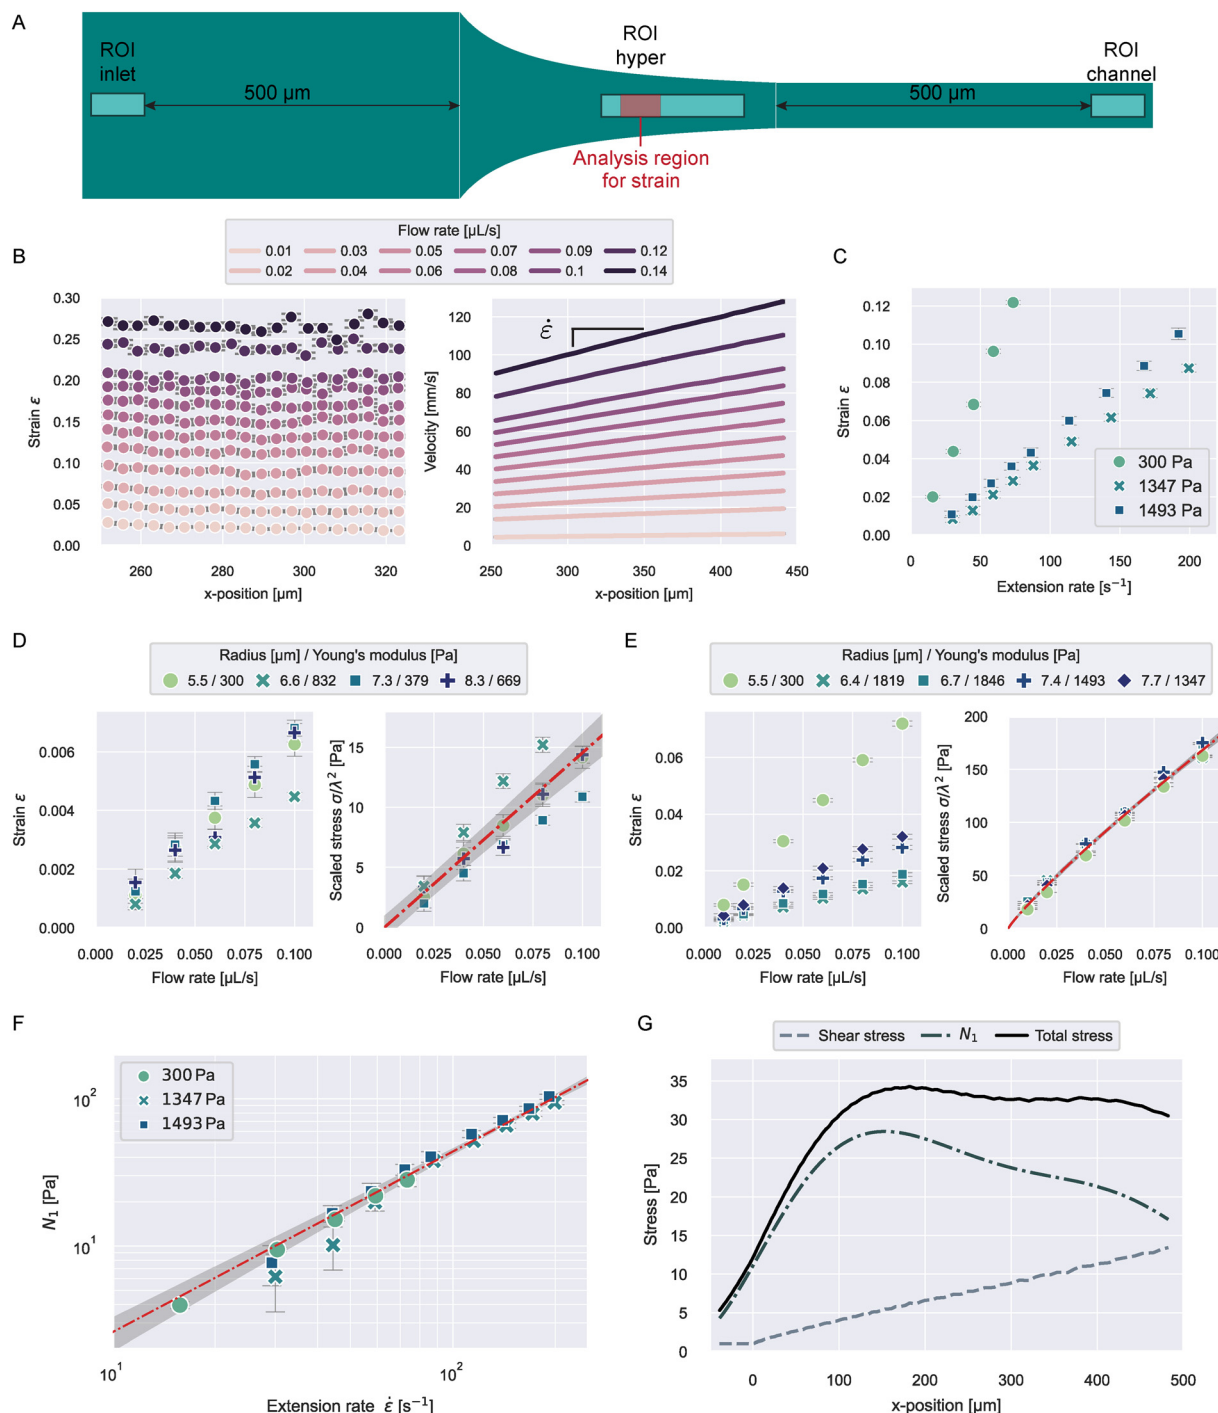 A
ROI
inlet
500 µm
ROI
hyper
Analysis region
for strain
500 µm
ROI
channel
Flow rate [µL/s]
0.01 0.03 0.05 0.07 0.09 0.12
0.02 0.04 0.06 0.08 0.1 0.14
B
Strain ε
0.30
0.25
0.20
0.15
0.10
0.05
0.00
260 280 300 320
x-position [µm]
Velocity [mm/s]
120
100
80
60
40
20
0
ε̇
250 300 350 400 450
x-position [µm]
C
Strain ε
0.12
0.10
0.08
0.06
0.04
0.02
0.00
300 Pa
1347 Pa
1493 Pa
0 50 100 150 200
Extension rate [s⁻¹]
D
Radius [µm] / Young's modulus [Pa]
5.5 / 300 6.6 / 832 7.3 / 379 8.3 / 669
Strain ε
0.006
0.004
0.002
0.000
0.000 0.025 0.050 0.075 0.100
Flow rate [µL/s]
Scaled stress σ/λ² [Pa]
15
10
5
0
0.000 0.025 0.050 0.075 0.100
Flow rate [µL/s]
E
Radius [µm] / Young's modulus [Pa]
5.5 / 300 6.4 / 1819 6.7 / 1846 7.4 / 1493 7.7 / 1347
Strain ε
0.06
0.04
0.02
0.00
0.000 0.025 0.050 0.075 0.100
Flow rate [µL/s]
Scaled stress σ/λ² [Pa]
200
150
100
50
0
0.000 0.025 0.050 0.075 0.100
Flow rate [µL/s]
F
300 Pa
1347 Pa
1493 Pa
N₁ [Pa]
10²
10¹
10¹ 10²
Extension rate ε̇ [s⁻¹]
G
Shear stress N₁ Total stress
Stress [Pa]
35
30
25
20
15
10
5
0
0 100 200 300 400 500
x-position [µm]